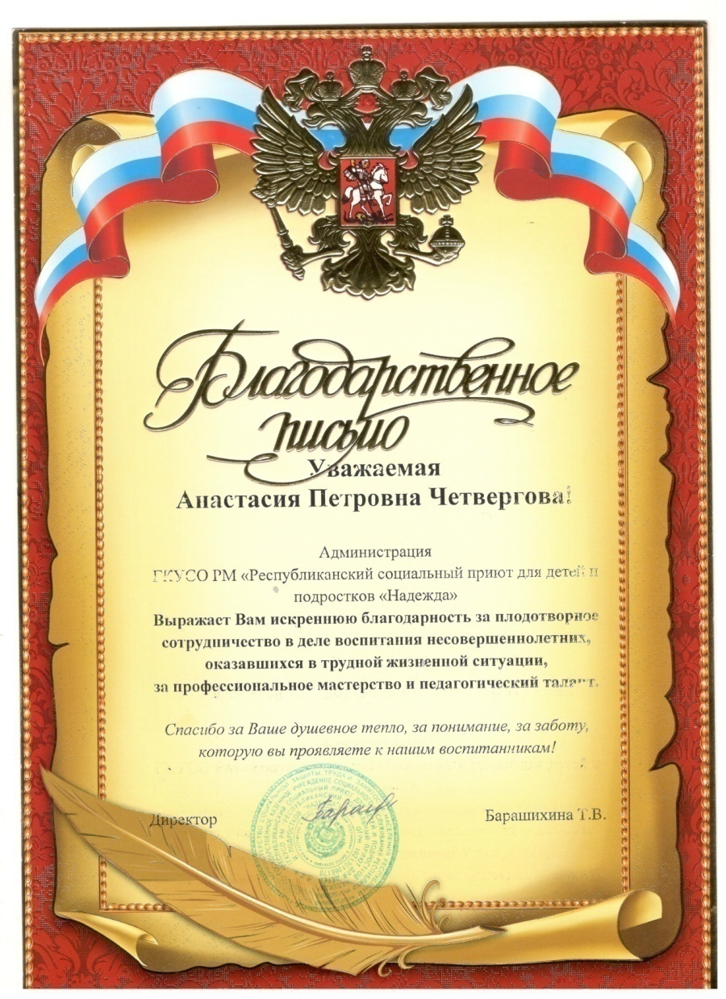 Благодарственное
письмо
Уважаемая
Анастасия Петровна Четвергова!
Администрация
ГКУСО РМ «Республиканский социальный приют для детей и
подростков «Надежда»
Выражает Вам искреннюю благодарность за плодотворное
сотрудничество в деле воспитания несовершеннолетних,
оказавшихся в трудной жизненной ситуации,
за профессиональное мастерство и педагогический талант.
Спасибо за Ваше душевное тепло, за понимание, за заботу,
которую вы проявляете к нашим воспитанникам!
Директор
Барашихина Т.В.